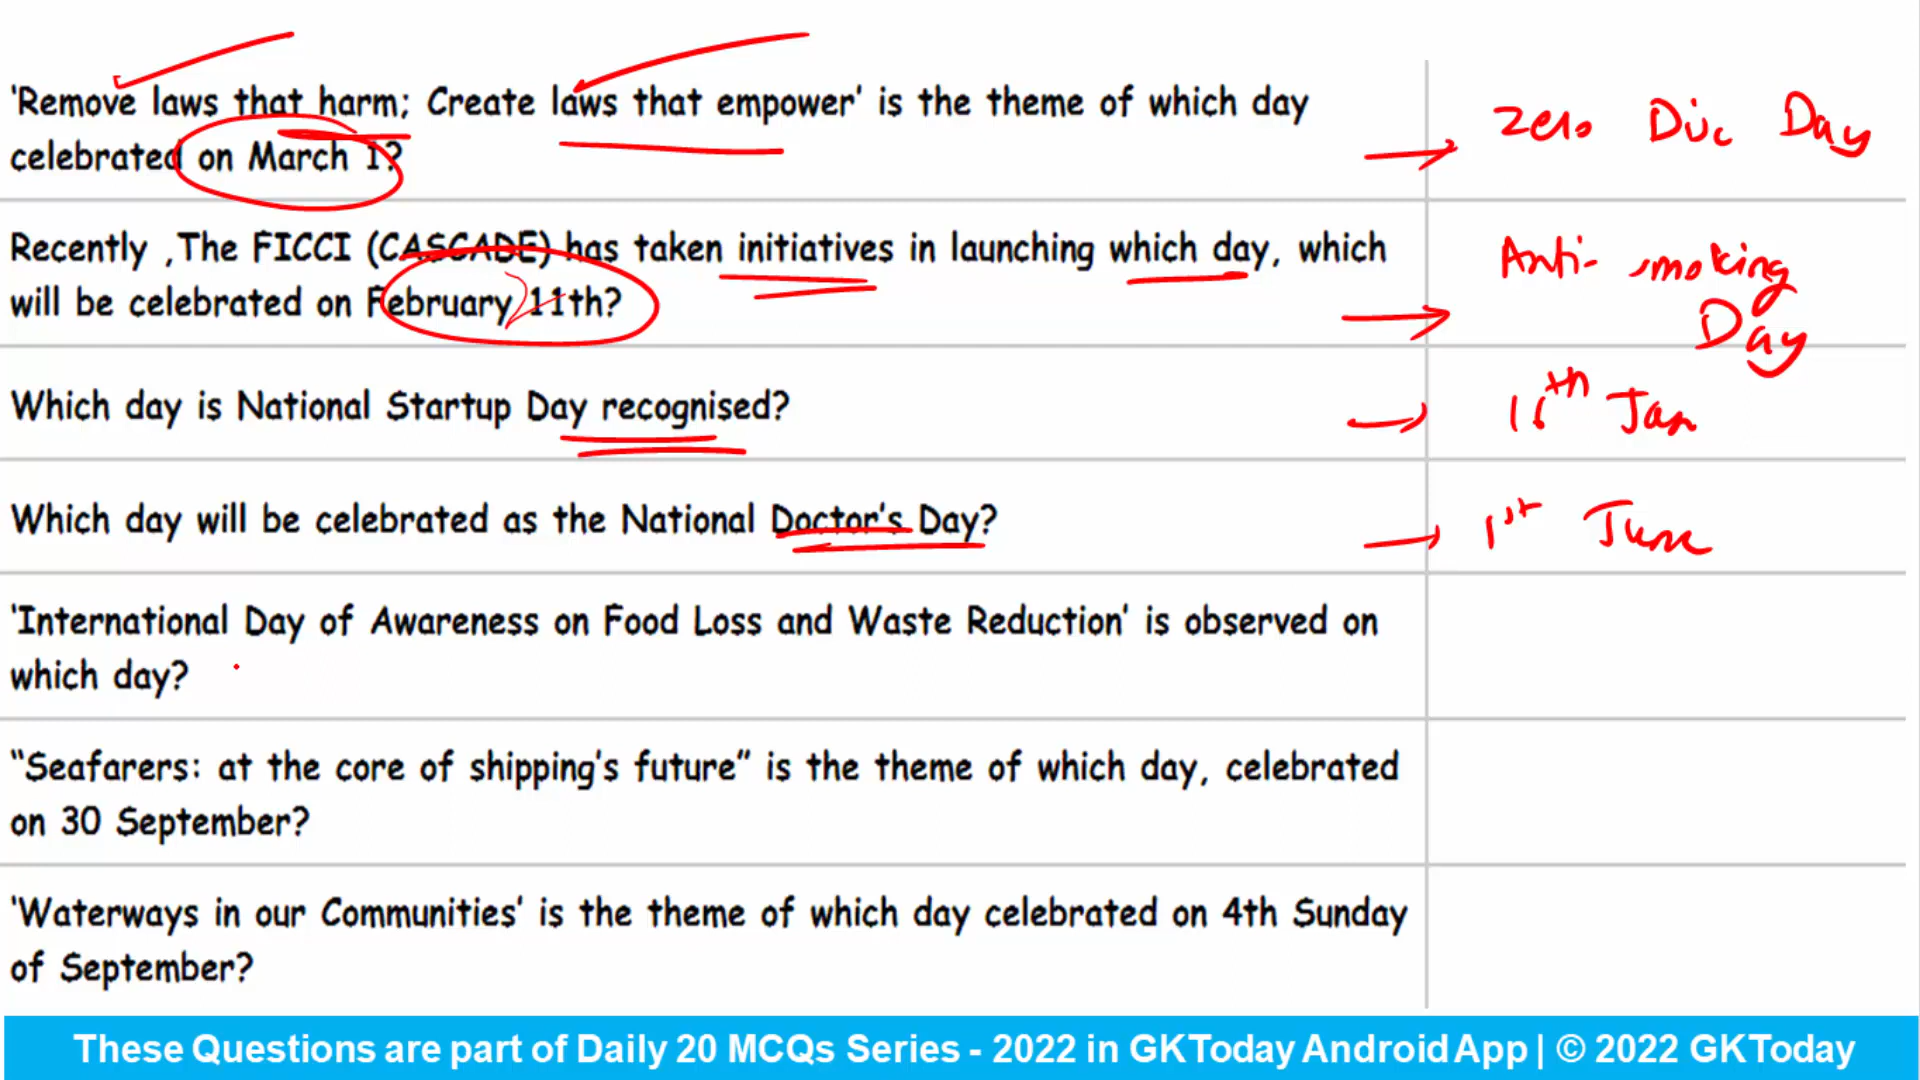 'Remove laws that harm; Create laws that empower' is the theme of which day
celebrated on March 1?
Zero Dis Day
Recently ,The FICCI (CASCADE) has taken initiatives in launching which day, which
will be celebrated on February 11th?
Anti- smoking
Day
Which day is National Startup Day recognised?
16th Jan
Which day will be celebrated as the National Doctor's Day?
1st June
'International Day of Awareness on Food Loss and Waste Reduction' is observed on
which day?
"Seafarers: at the core of shipping's future" is the theme of which day, celebrated
on 30 September?
'Waterways in our Communities' is the theme of which day celebrated on 4th Sunday
of September?
These Questions are part of Daily 20 MCQs Series - 2022 in GKToday Android App | © 2022 GKToday